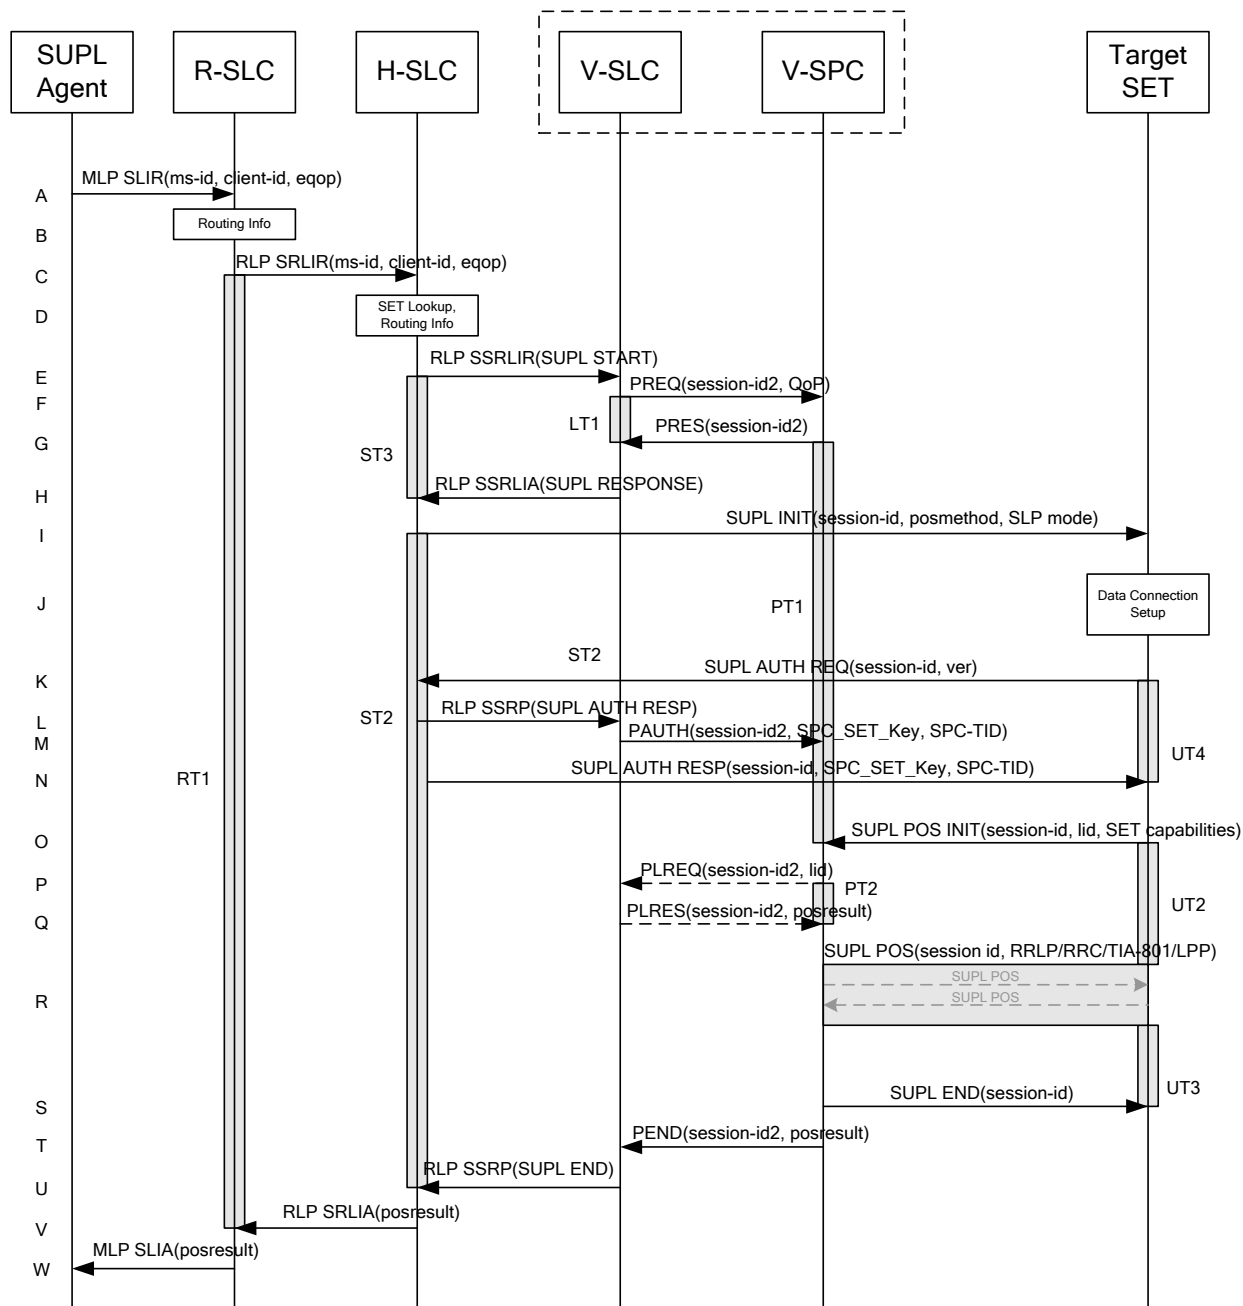 SUPL
Agent
R-SLC
H-SLC
V-SLC
V-SPC
Target
SET
A
MLP SLIR(ms-id, client-id, eqop)
B
Routing Info
C
RLP SRLIR(ms-id, client-id, eqop)
D
SET Lookup,
Routing Info
E
RLP SSRLIR(SUPL START)
F
PREQ(session-id2, QoP)
LT1
G
PRES(session-id2)
ST3
H
RLP SSRLIA(SUPL RESPONSE)
I
SUPL INIT(session-id, posmethod, SLP mode)
J
PT1
Data Connection
Setup
ST2
K
SUPL AUTH REQ(session-id, ver)
L
ST2
RLP SSRP(SUPL AUTH RESP)
M
PAUTH(session-id2, SPC_SET_Key, SPC-TID)
UT4
N
RT1
SUPL AUTH RESP(session-id, SPC_SET_Key, SPC-TID)
O
SUPL POS INIT(session-id, lid, SET capabilities)
P
PLREQ(session-id2, lid)
PT2
UT2
Q
PLRES(session-id2, posresult)
SUPL POS(session id, RRLP/RRC/TIA-801/LPP)
SUPL POS
R
SUPL POS
UT3
S
SUPL END(session-id)
T
PEND(session-id2, posresult)
U
RLP SSRP(SUPL END)
V
RLP SRLIA(posresult)
W
MLP SLIA(posresult)